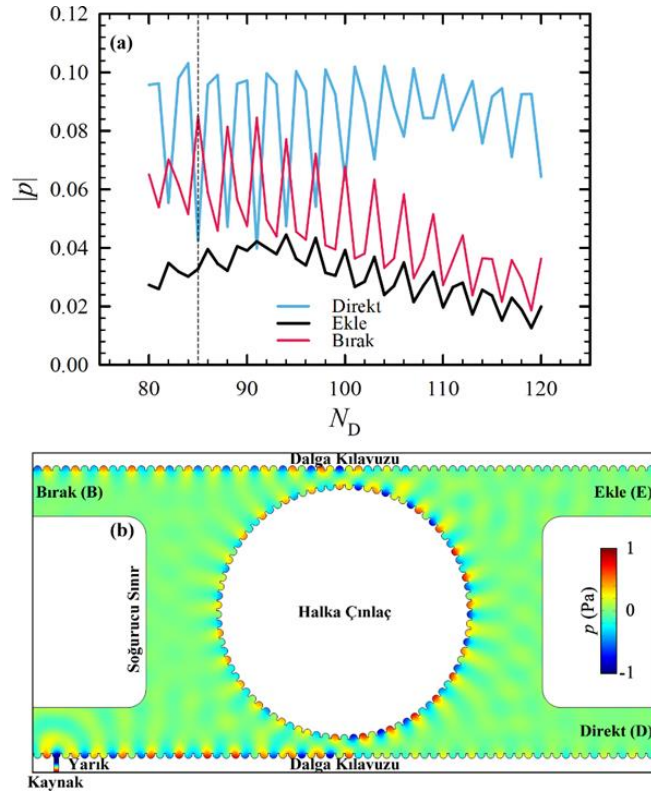 (a)
|p|
0.12
0.10
0.08
0.06
0.04
0.02
0.00
Direkt
Ekle
Bırak
80 90 100 110 120
N_D
Dalga Kılavuzu
Bırak (B)
Ekle (E)
(b)
Soğurucu Sınır
Halka Çınlaç
1
0
-1
p (Pa)
Direkt (D)
Yarık
Dalga Kılavuzu
Kaynak